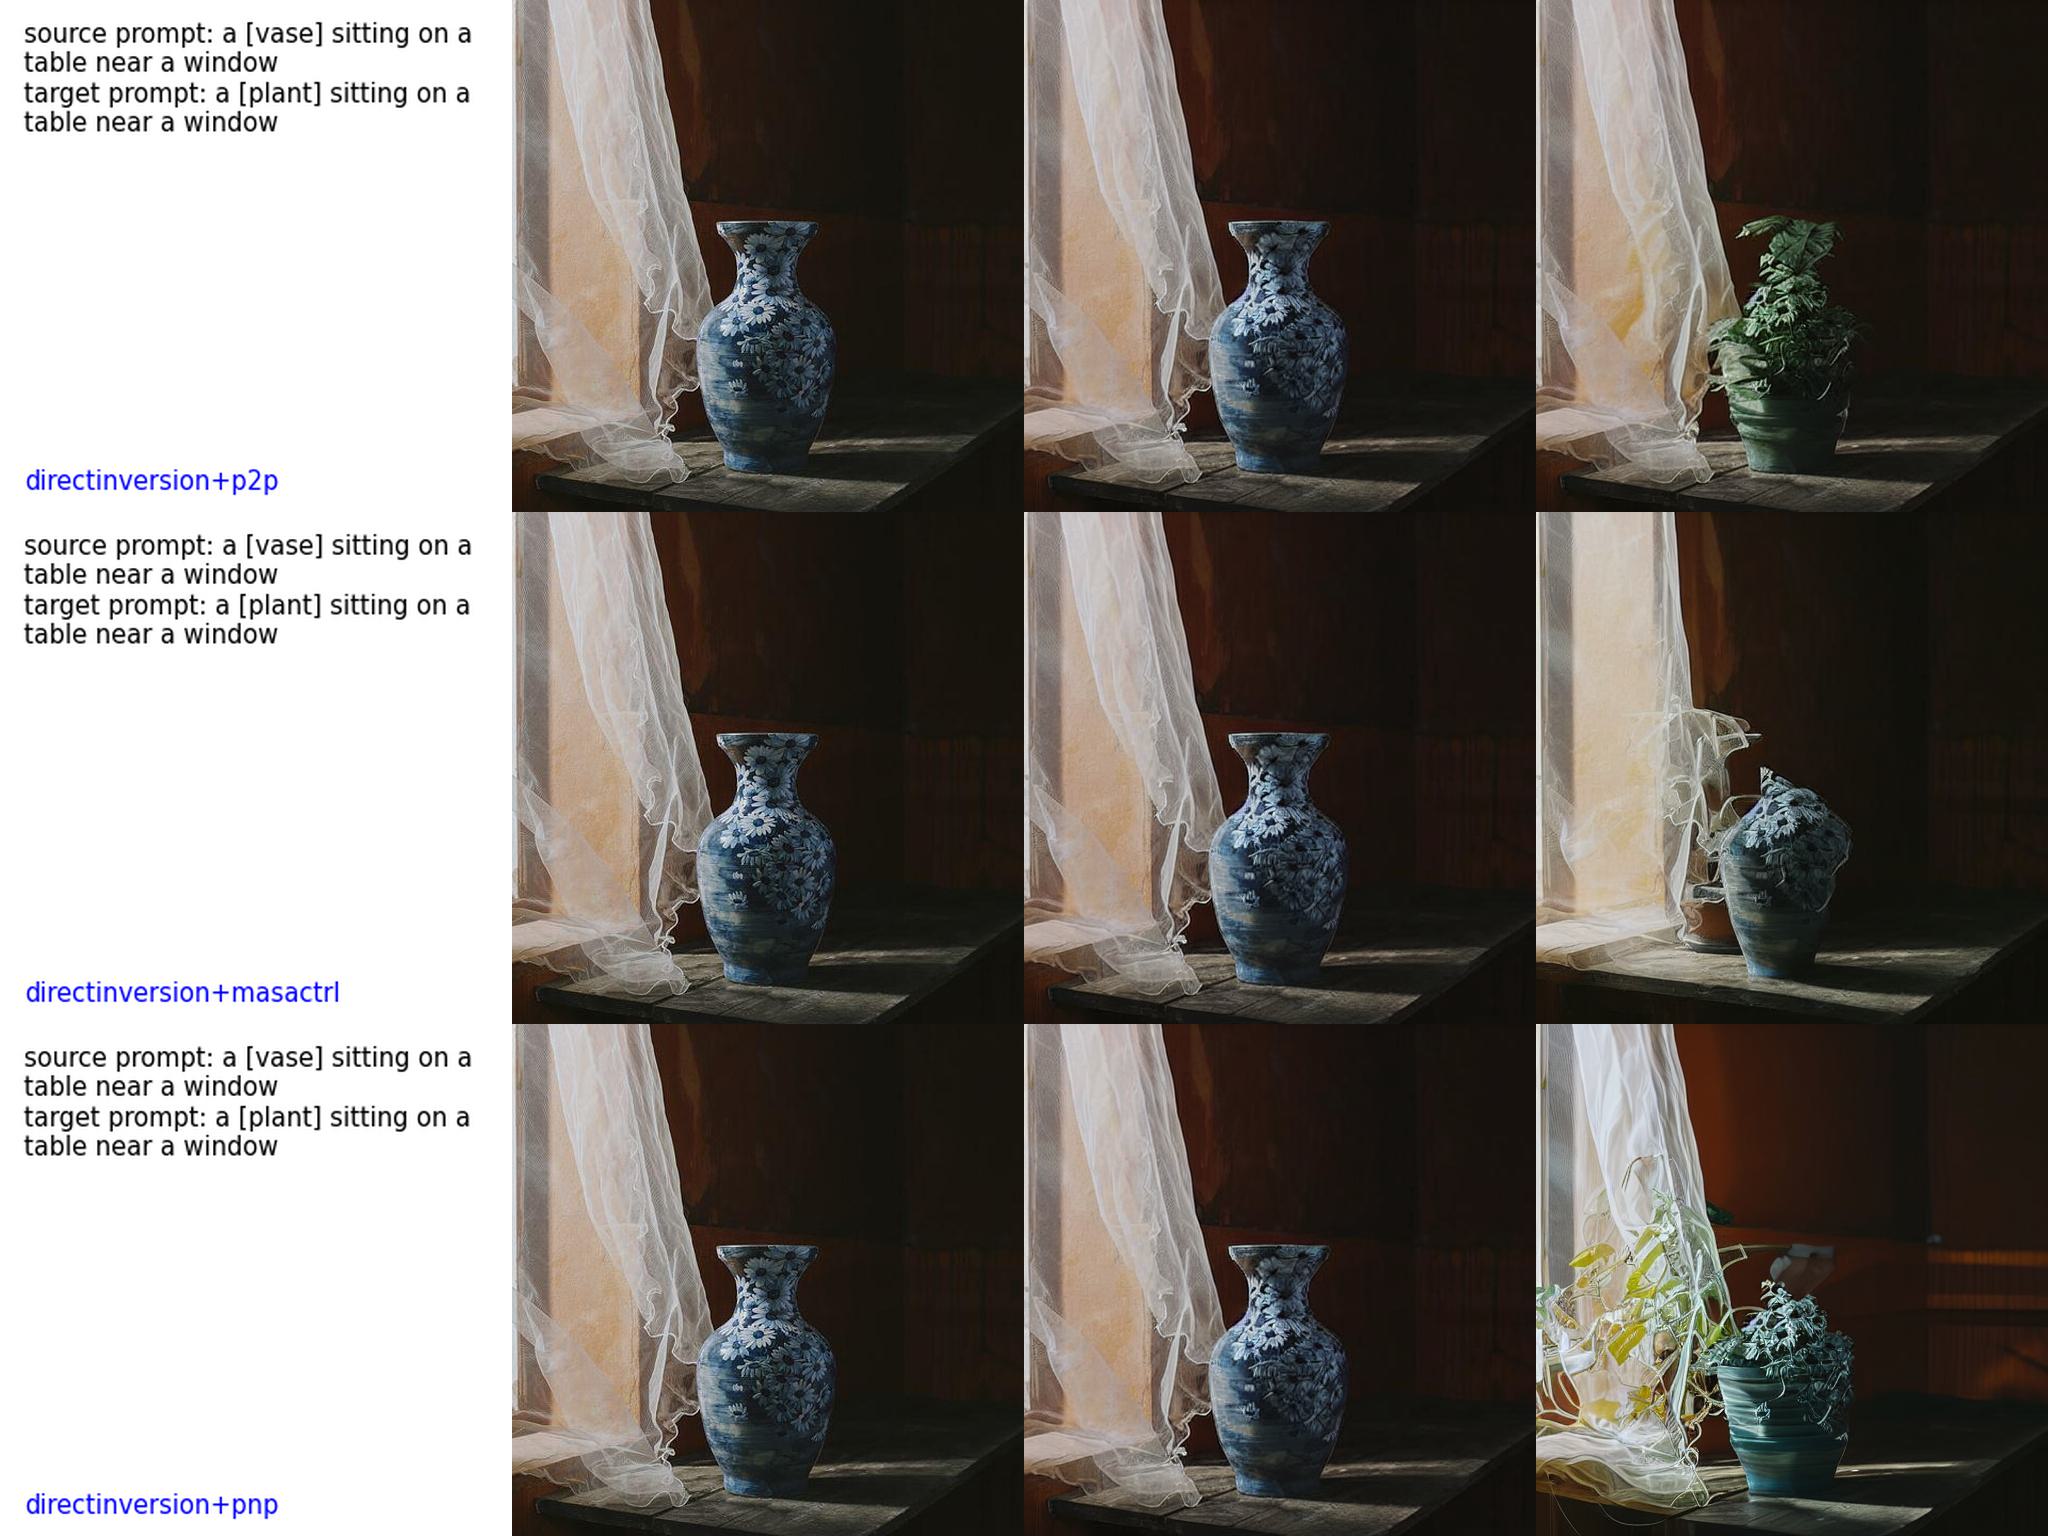 source prompt: a [vase] sitting on a
table near a window
target prompt: a [plant] sitting on a
table near a window
directinversion+p2p
source prompt: a [vase] sitting on a
table near a window
target prompt: a [plant] sitting on a
table near a window
directinversion+masactrl
source prompt: a [vase] sitting on a
table near a window
target prompt: a [plant] sitting on a
table near a window
directinversion+pnp